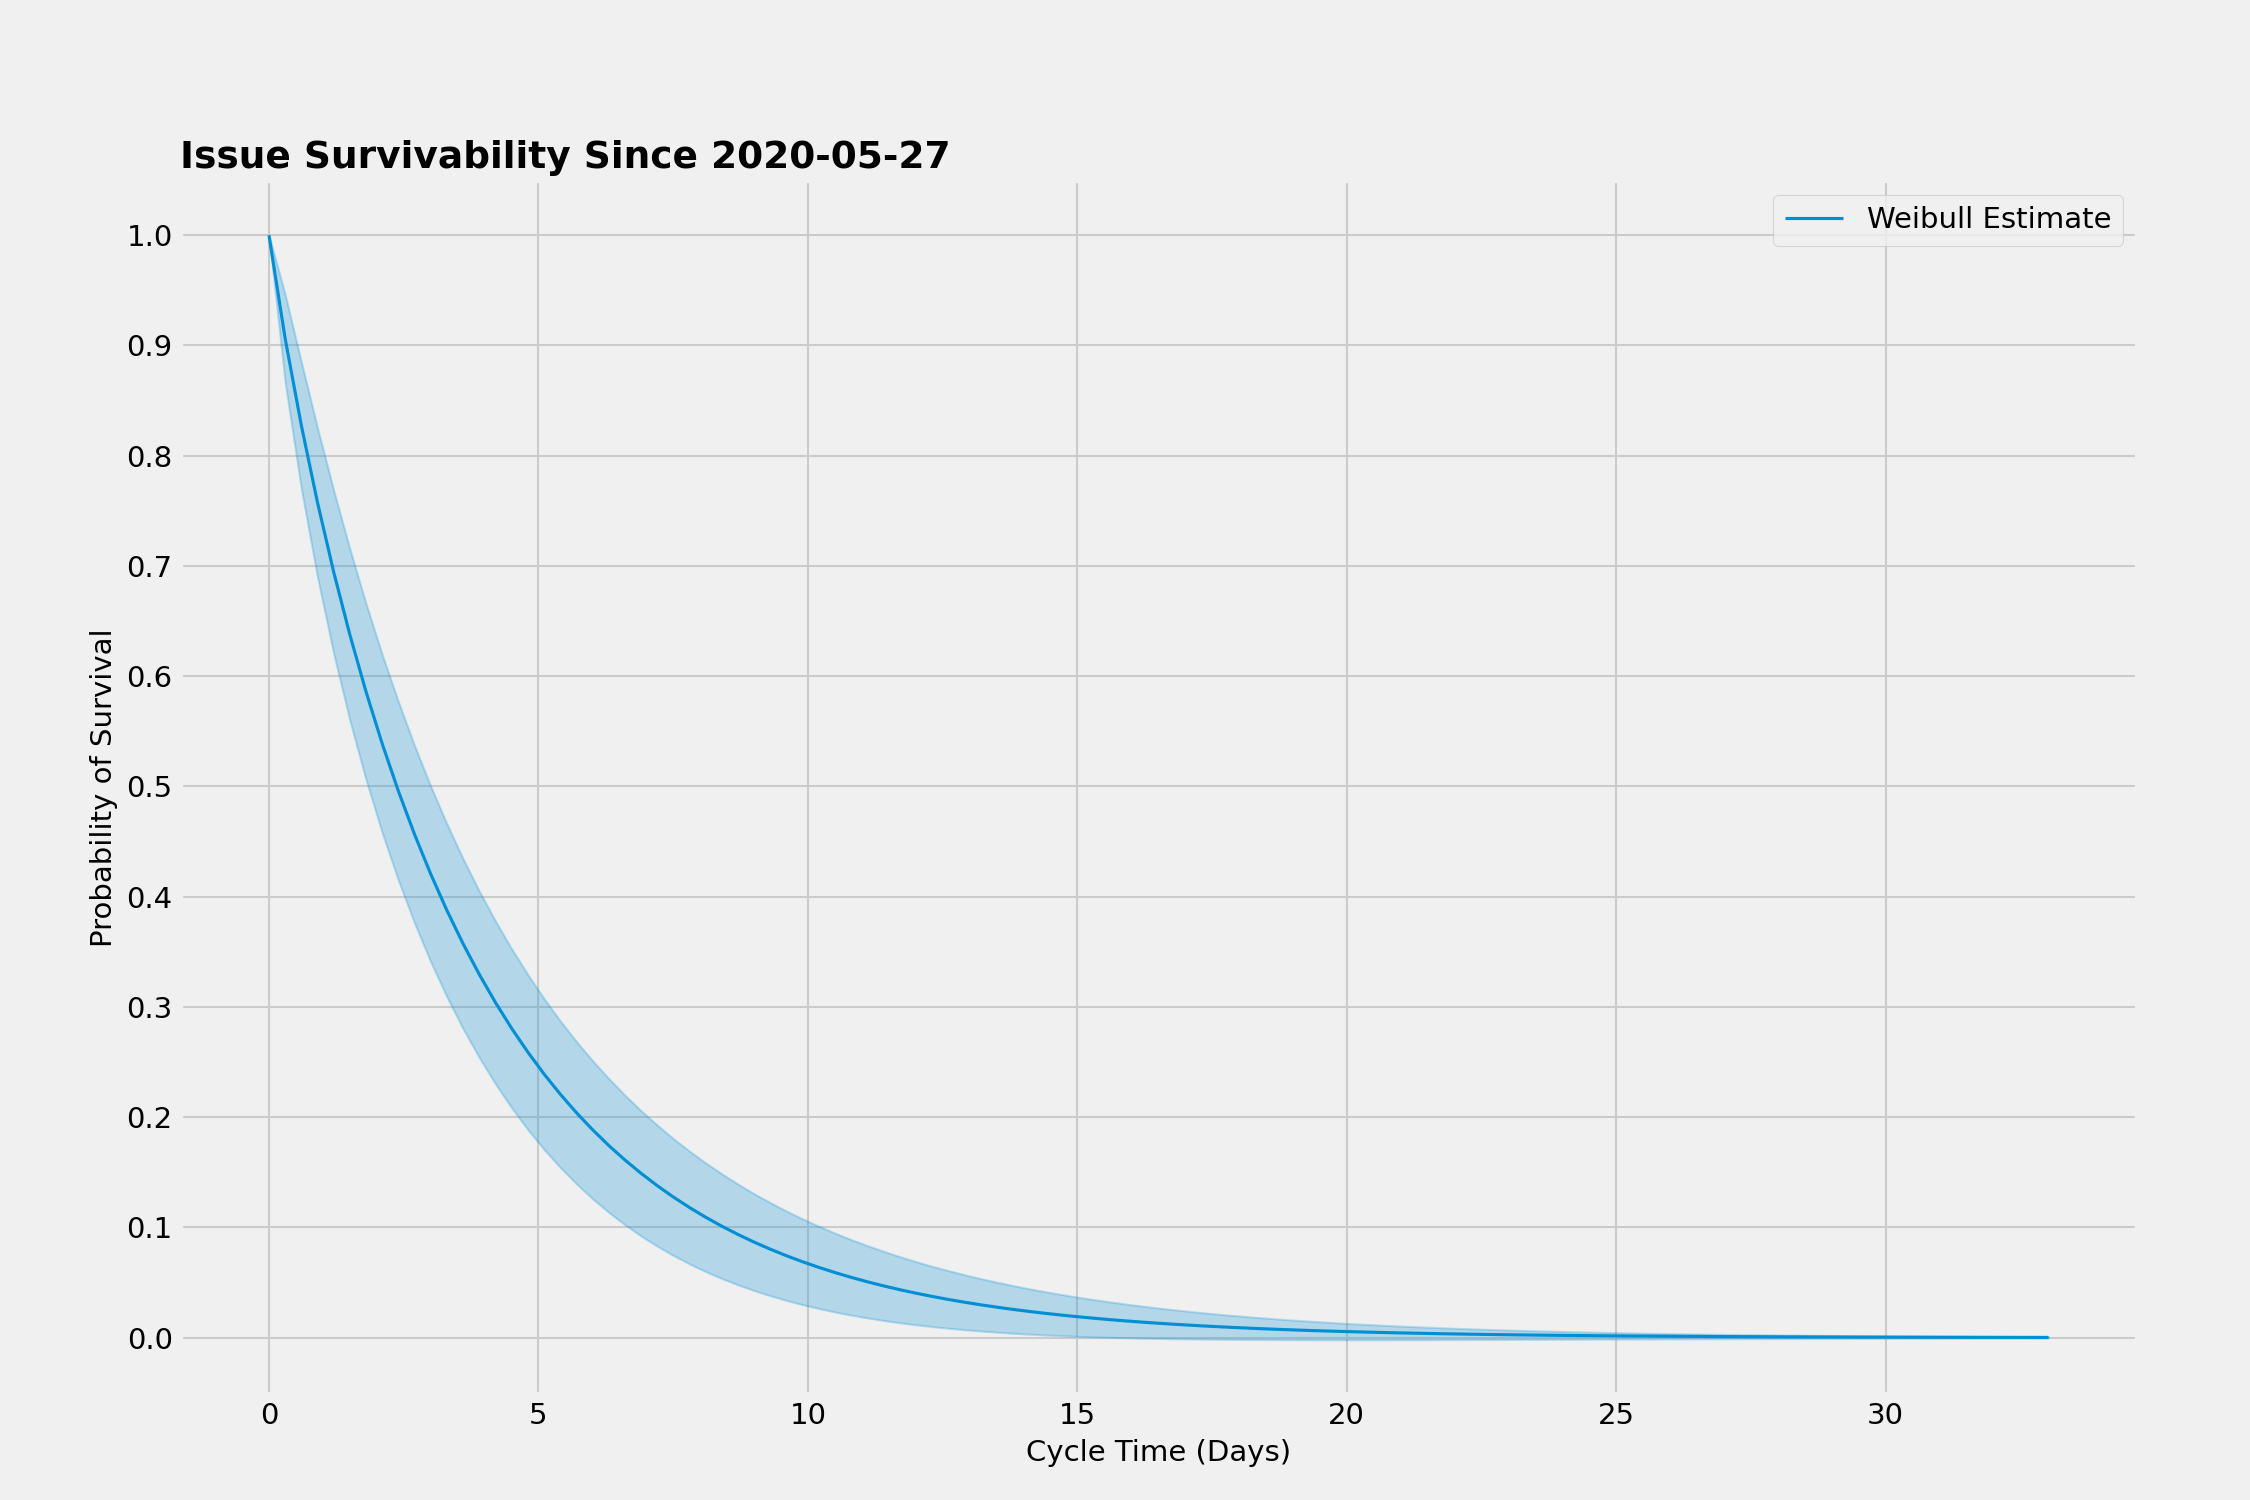 Issue Survivability Since 2020-05-27
Weibull Estimate
1.0
0.9
0.8
0.7
0.6
0.5
0.4
0.3
0.2
0.1
0.0
Probability of Survival
0 5 10 15 20 25 30
Cycle Time (Days)